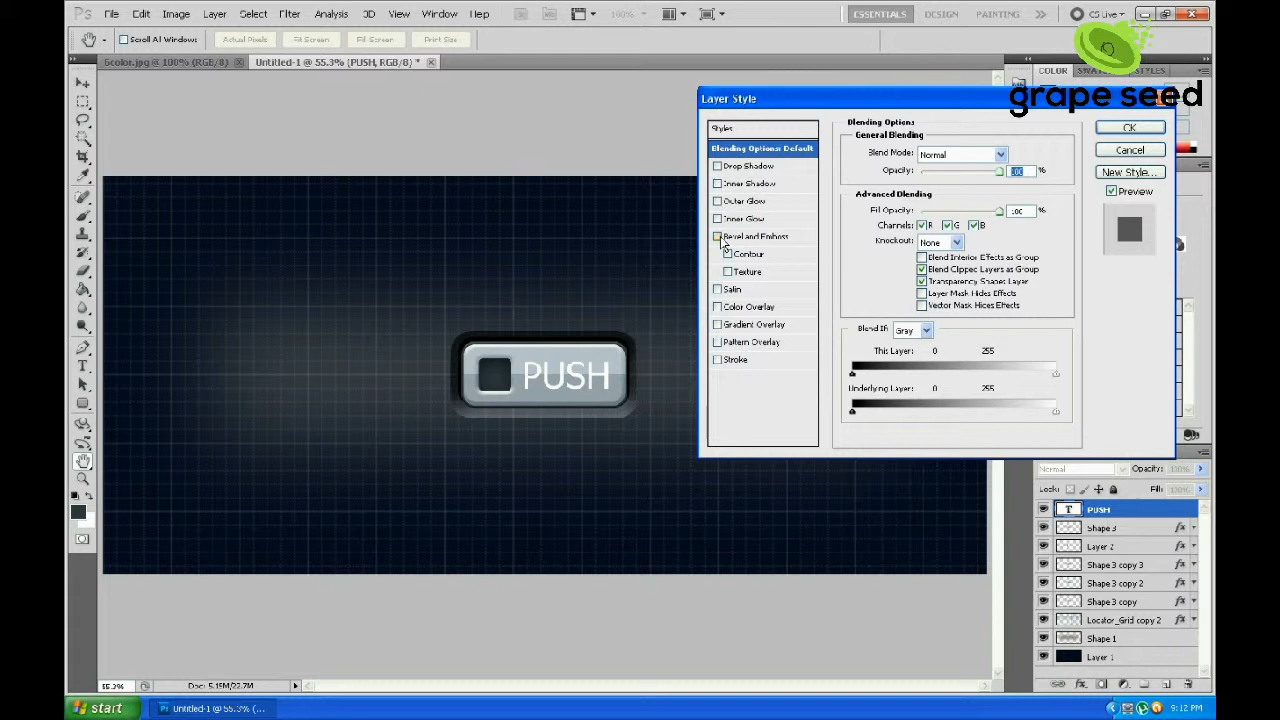 Ps File Edit Image Layer Select Filter Analysis 3D View Window Help 100% ESSENTIALS DESIGN PAINTING CS Live
Scroll All Windows Actual Pixels Fit Screen Fill Screen Print Size
6color.jpg @ 100% (RGB/8) Untitled-1 @ 55.3% (PUSH, RGB/8) *
COLOR SWATCHES STYLES
grape seed
Layer Style
Styles
Blending Options: Default
Drop Shadow
Inner Shadow
Outer Glow
Inner Glow
Bevel and Emboss
Contour
Texture
Satin
Color Overlay
Gradient Overlay
Pattern Overlay
Stroke
Blending Options
General Blending
Blend Mode: Normal
Opacity: 100 %
Advanced Blending
Fill Opacity: 100 %
Channels: R G B
Knockout: None
Blend Interior Effects as Group
Blend Clipped Layers as Group
Transparency Shapes Layer
Layer Mask Hides Effects
Vector Mask Hides Effects
Blend If: Gray
This Layer: 0 255
Underlying Layer: 0 255
OK
Cancel
New Style...
Preview
PUSH
Normal Opacity: 100%
Lock: Fill: 100%
T PUSH
Shape 3 fx
Layer 2 fx
Shape 3 copy 3 fx
Shape 3 copy 2 fx
Shape 3 copy fx
Locator_Grid copy 2 fx
Shape 1
Layer 1
55.3% Doc: 5.15M/22.7M
start Untitled-1 @ 55.3% (... 9:12 PM